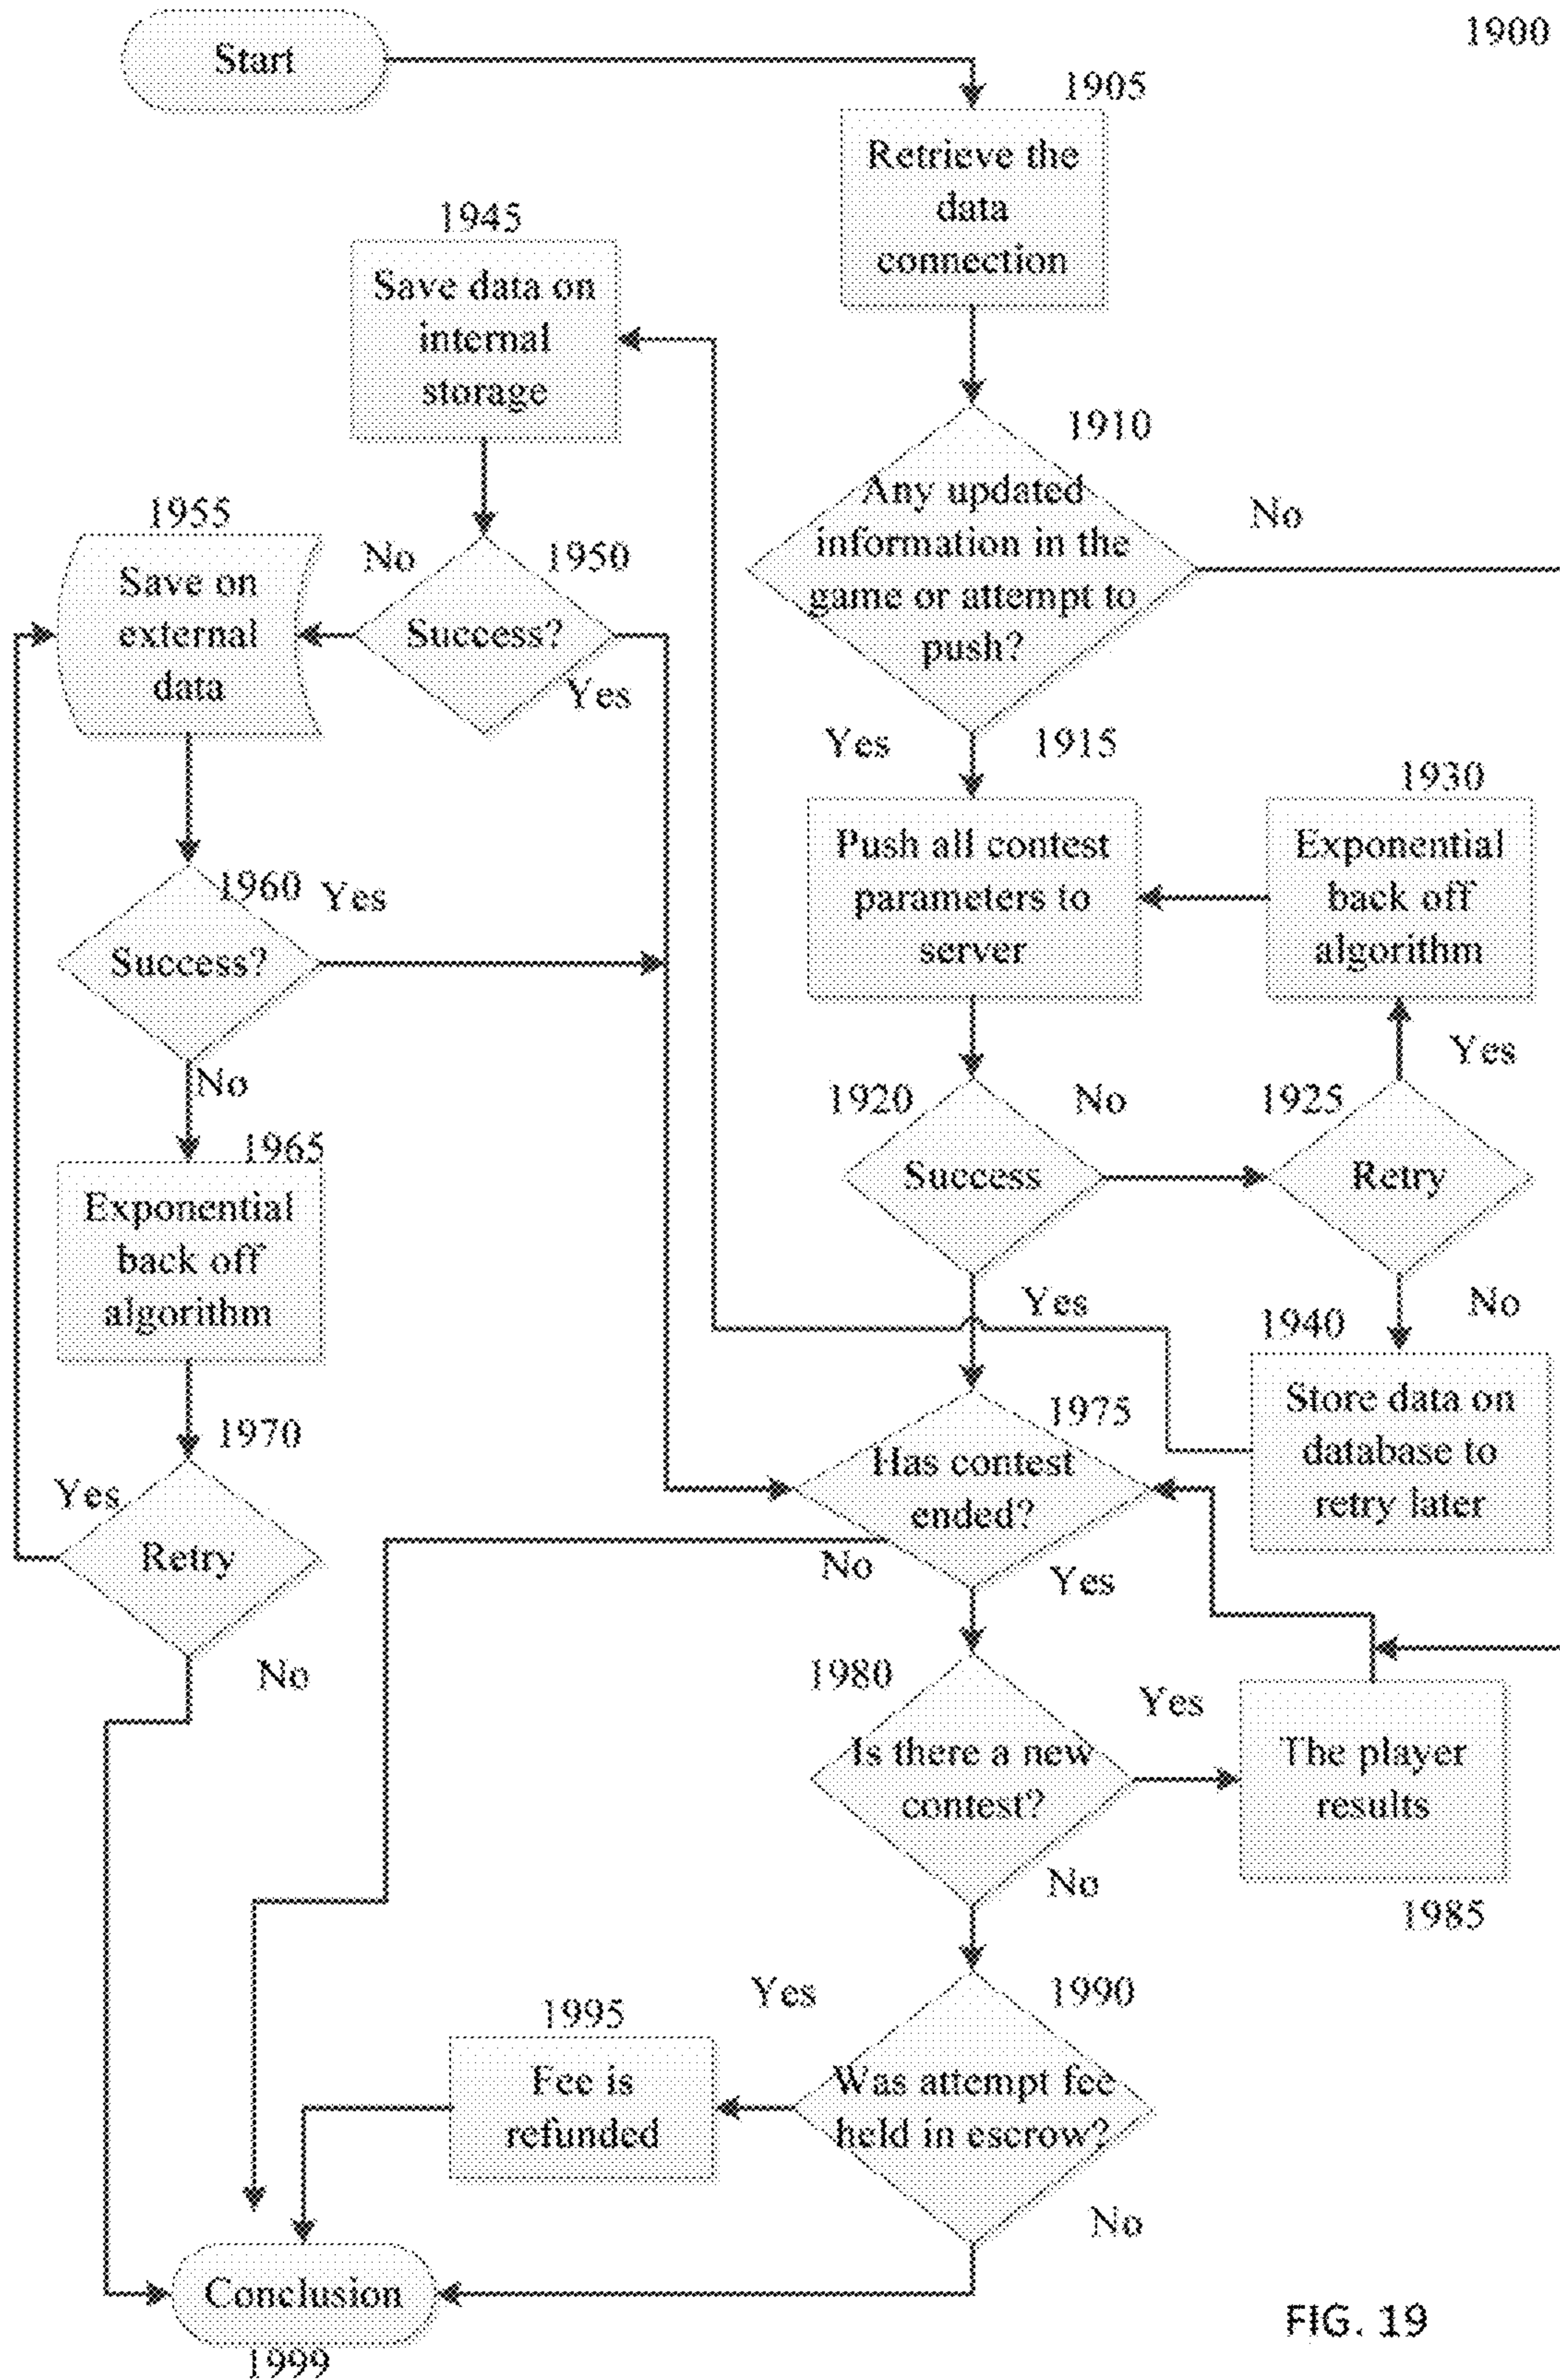 1900
Start
1905
Retrieve the
data
connection
1945
Save data on
internal
storage
1910
Any updated
information in the
game or attempt to
push?
No
1955
Save on
external
data
No
1950
Success?
Yes
Yes
1915
Push all contest
parameters to
server
1930
Exponential
back off
algorithm
1960
Yes
Success?
No
Yes
1920
No
1925
Success
Retry
1965
Exponential
back off
algorithm
Yes
No
1940
Store data on
database to
retry later
1970
Yes
Retry
No
1975
Has contest
ended?
No
Yes
1980
Yes
Is there a new
contest?
The player
results
1985
No
1990
Yes
1995
Fee is
refunded
Was attempt fee
held in escrow?
No
Conclusion
1999
FIG. 19